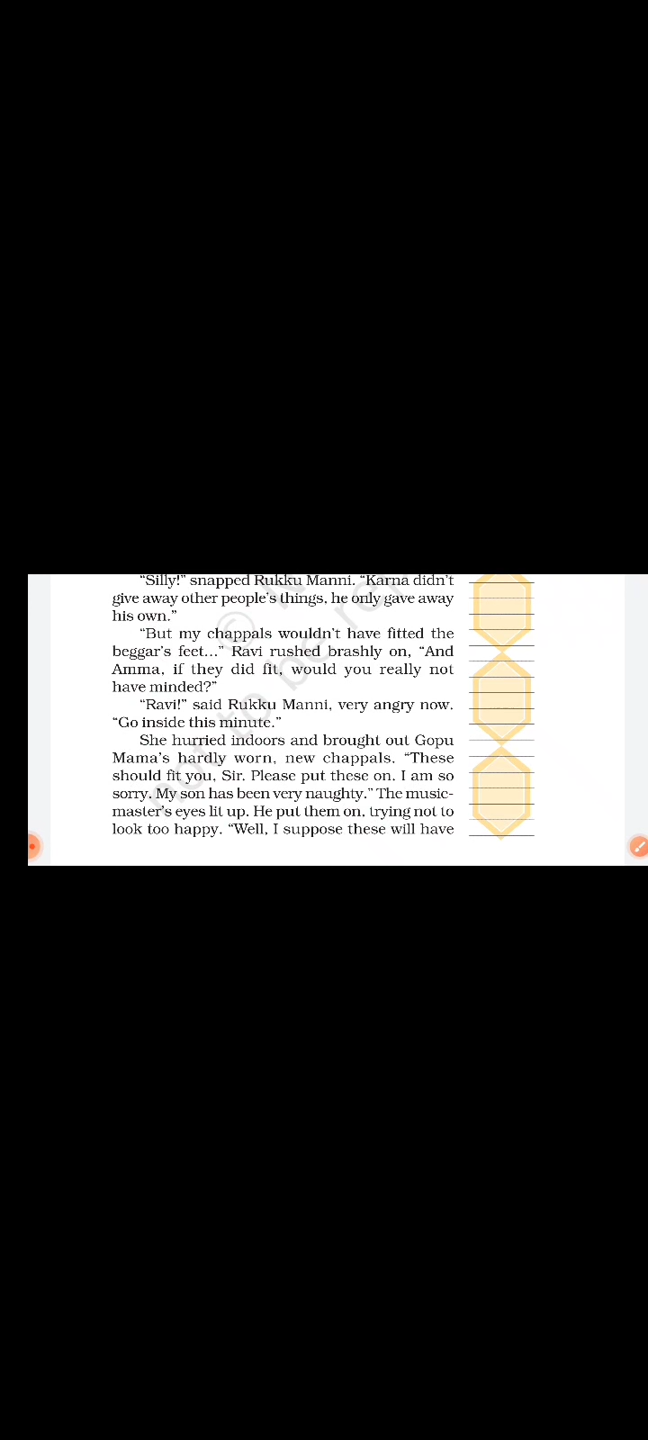 “Silly!” snapped Rukku Manni. “Karna didn’t
give away other people’s things, he only gave away
his own.”
“But my chappals wouldn’t have fitted the
beggar’s feet...” Ravi rushed brashly on, “And
Amma, if they did fit, would you really not
have minded?”
“Ravi!” said Rukku Manni, very angry now.
“Go inside this minute.”
She hurried indoors and brought out Gopu
Mama’s hardly worn, new chappals. “These
should fit you, Sir. Please put these on. I am so
sorry. My son has been very naughty.” The music-
master’s eyes lit up. He put them on, trying not to
look too happy. “Well, I suppose these will have
©
not to be re